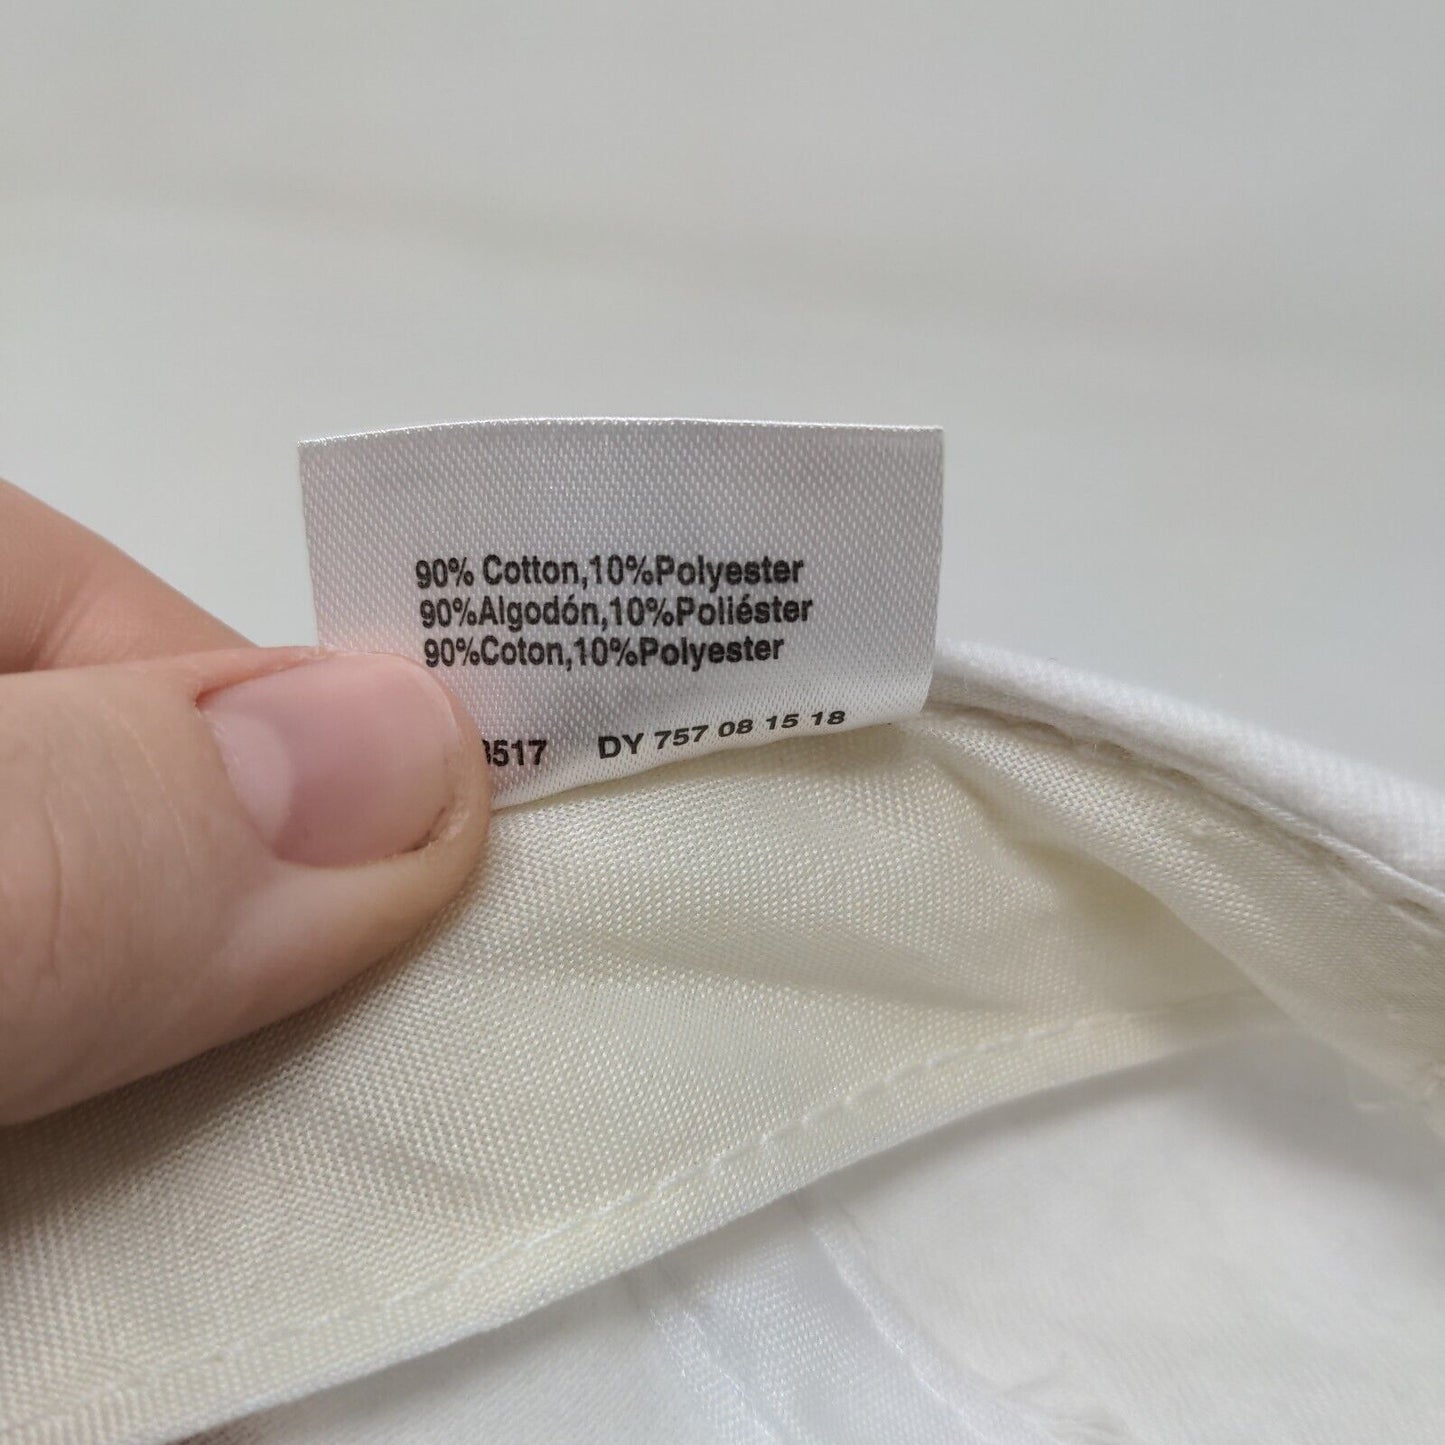 90% Cotton,10%Polyester
90%Algodón,10%Poliéster
90%Coton,10%Polyester
DY 757 08 15 18